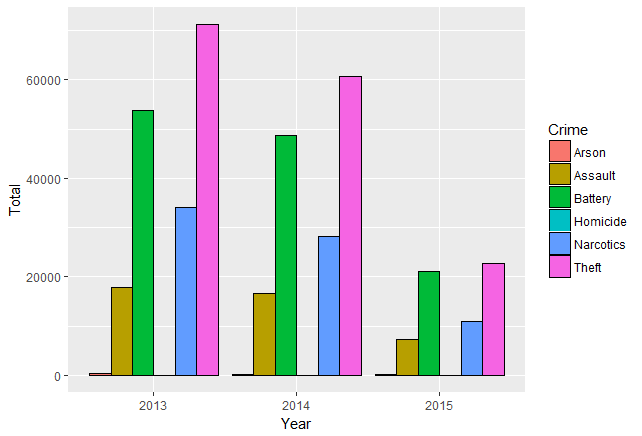 60000
40000
20000
0
Total
2013 2014 2015
Year
Crime
Arson
Assault
Battery
Homicide
Narcotics
Theft